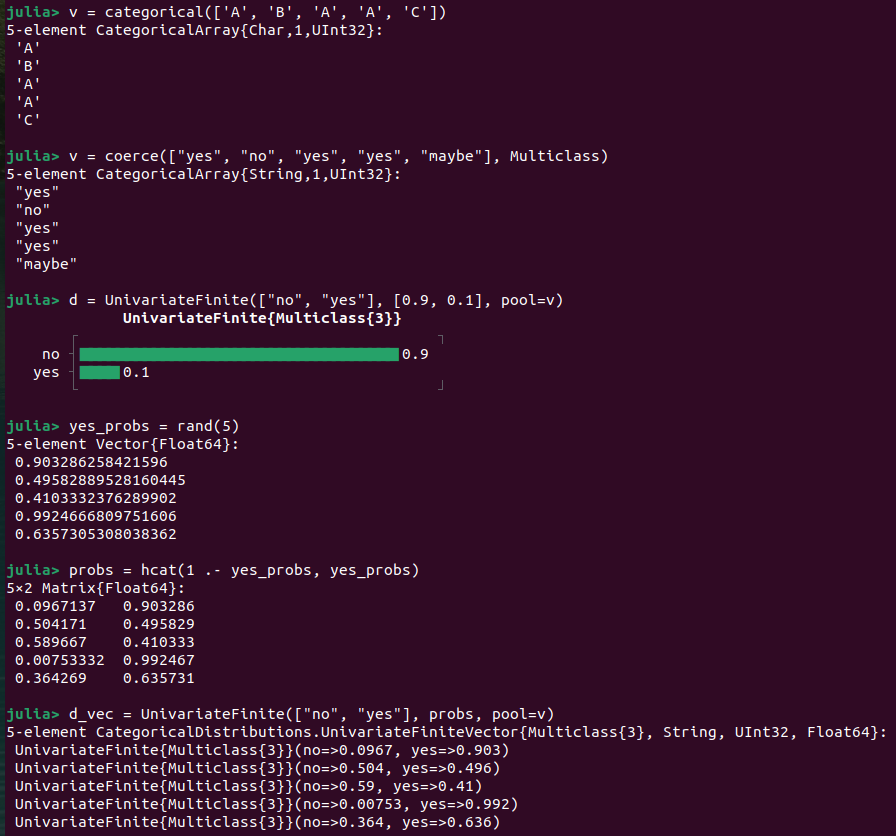 julia> v = categorical(['A', 'B', 'A', 'A', 'C'])
5-element CategoricalArray{Char,1,UInt32}:
 'A'
 'B'
 'A'
 'A'
 'C'
julia> v = coerce(["yes", "no", "yes", "yes", "maybe"], Multiclass)
5-element CategoricalArray{String,1,UInt32}:
 "yes"
 "no"
 "yes"
 "yes"
 "maybe"
julia> d = UnivariateFinite(["no", "yes"], [0.9, 0.1], pool=v)
UnivariateFinite{Multiclass{3}}
no 0.9
yes 0.1
julia> yes_probs = rand(5)
5-element Vector{Float64}:
 0.903286258421596
 0.49582889528160445
 0.4103332376289902
 0.9924666809751606
 0.6357305308038362
julia> probs = hcat(1 .- yes_probs, yes_probs)
5×2 Matrix{Float64}:
 0.0967137   0.903286
 0.504171    0.495829
 0.589667    0.410333
 0.00753332  0.992467
 0.364269    0.635731
julia> d_vec = UnivariateFinite(["no", "yes"], probs, pool=v)
5-element CategoricalDistributions.UnivariateFiniteVector{Multiclass{3}, String, UInt32, Float64}:
 UnivariateFinite{Multiclass{3}}(no=>0.0967, yes=>0.903)
 UnivariateFinite{Multiclass{3}}(no=>0.504, yes=>0.496)
 UnivariateFinite{Multiclass{3}}(no=>0.59, yes=>0.41)
 UnivariateFinite{Multiclass{3}}(no=>0.00753, yes=>0.992)
 UnivariateFinite{Multiclass{3}}(no=>0.364, yes=>0.636)